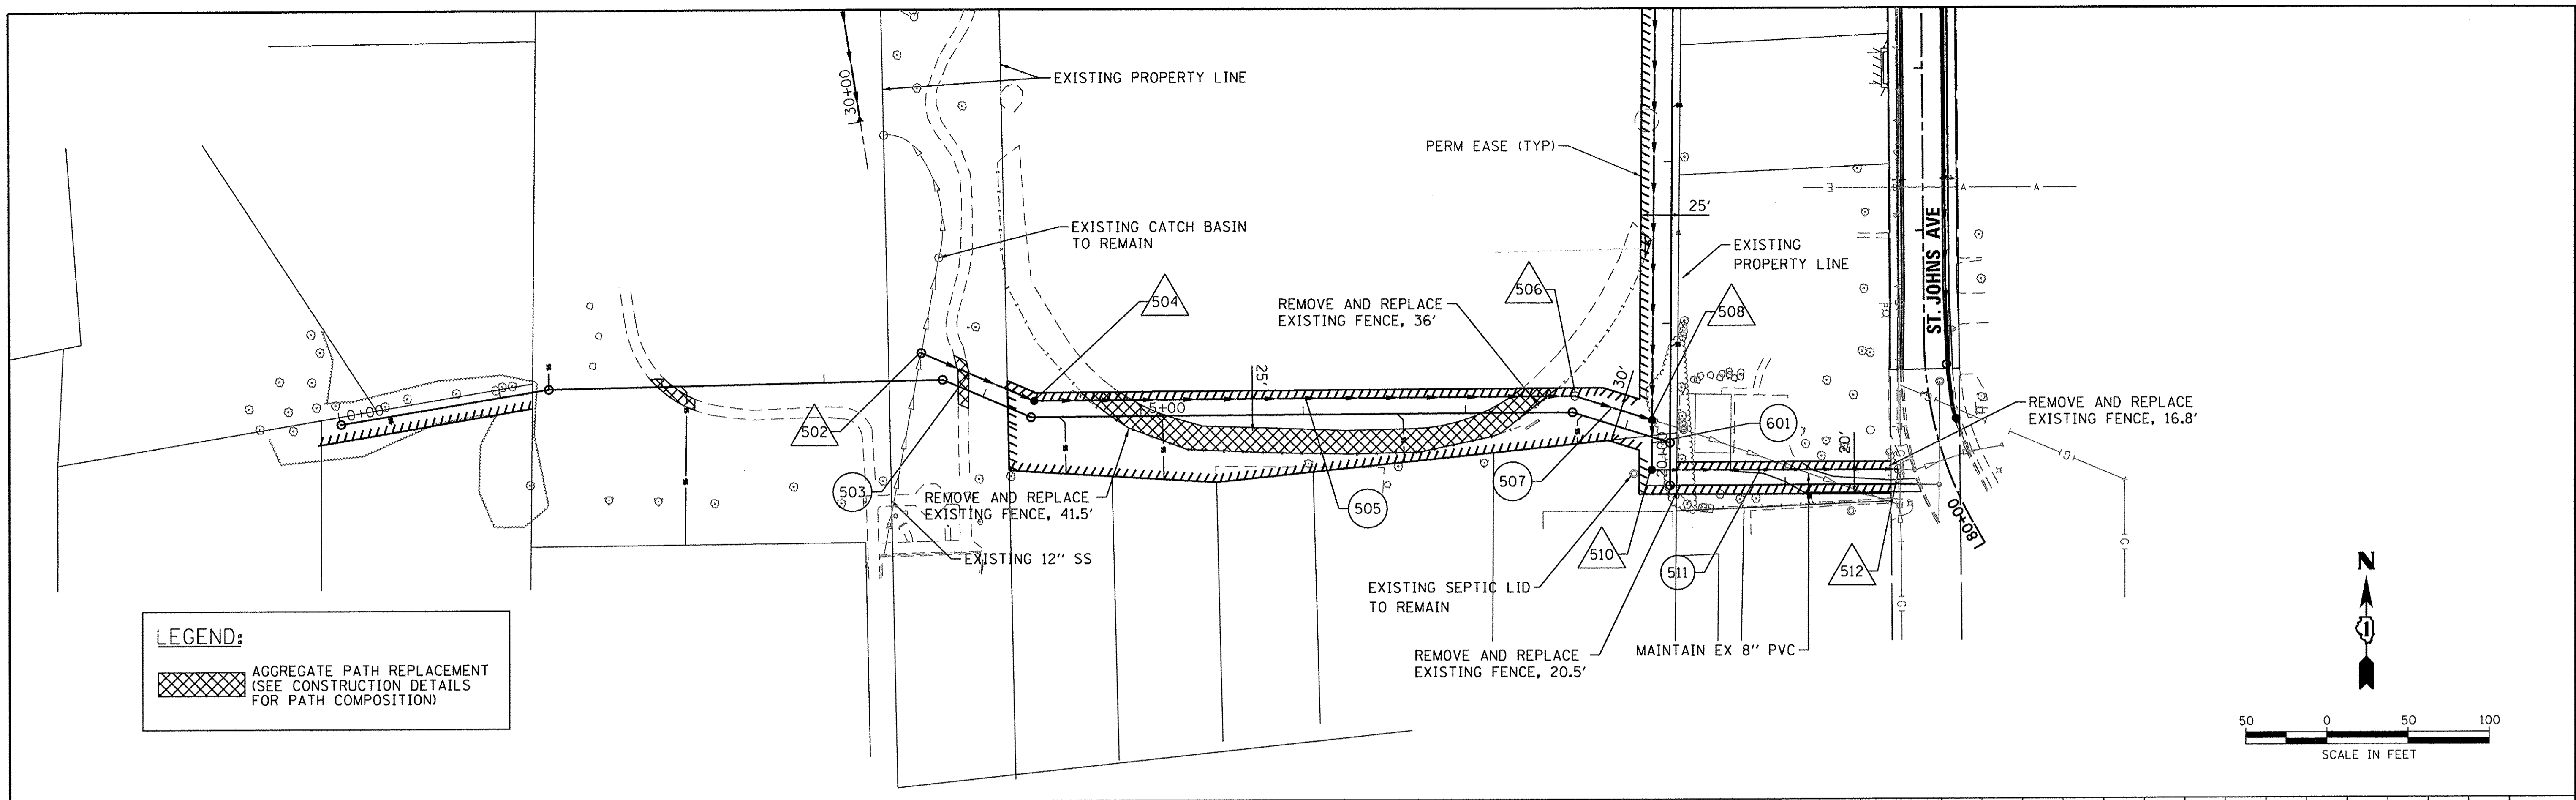 30+00
EXISTING PROPERTY LINE
PERM EASE (TYP)
25'
EXISTING CATCH BASIN
TO REMAIN
EXISTING
PROPERTY LINE
ST. JOHNS AVE
E
A
A
504
506
508
REMOVE AND REPLACE
EXISTING FENCE, 36'
25'
30'
0+00
5+00
502
601
20+00
20'
REMOVE AND REPLACE
EXISTING FENCE, 16.8'
503
REMOVE AND REPLACE
EXISTING FENCE, 41.5'
505
507
G
G
G
180+00
EXISTING 12" SS
510
511
512
EXISTING SEPTIC LID
TO REMAIN
MAINTAIN EX 8" PVC
REMOVE AND REPLACE
EXISTING FENCE, 20.5'
LEGEND:
AGGREGATE PATH REPLACEMENT
(SEE CONSTRUCTION DETAILS
FOR PATH COMPOSITION)
N
50 0 50 100
SCALE IN FEET